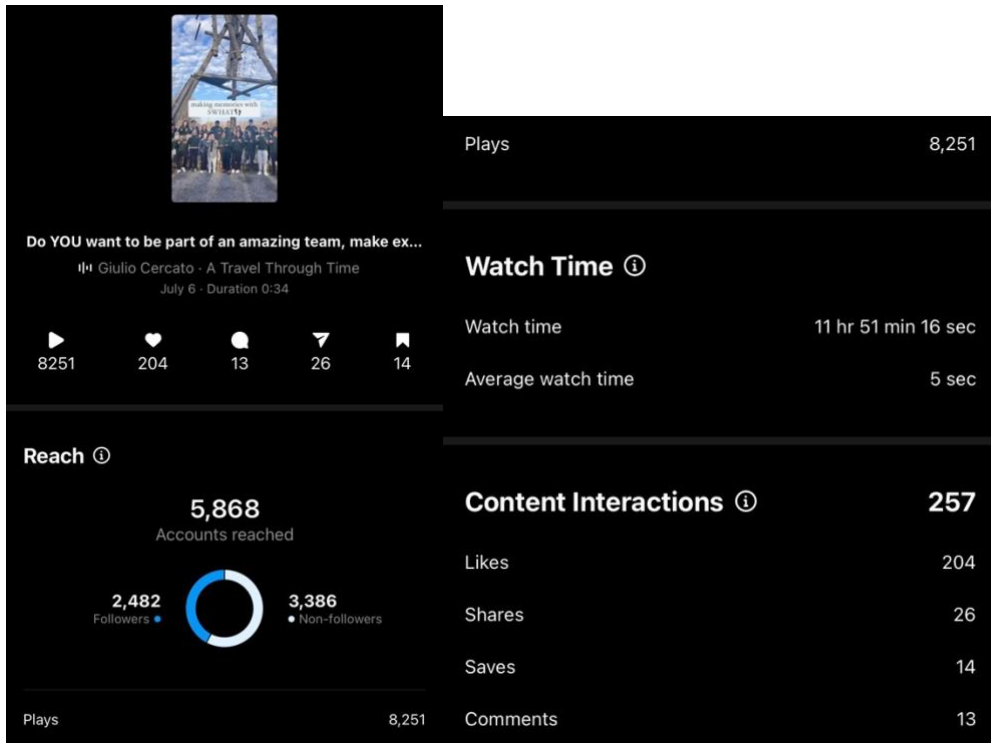 making memories with
SWHAT👣
Do YOU want to be part of an amazing team, make ex...
Giulio Cercato · A Travel Through Time
July 6 · Duration 0:34
8251 204 13 26 14
Reach
5,868
Accounts reached
2,482
Followers
3,386
Non-followers
Plays 8,251
Plays 8,251
Watch Time
Watch time 11 hr 51 min 16 sec
Average watch time 5 sec
Content Interactions 257
Likes 204
Shares 26
Saves 14
Comments 13